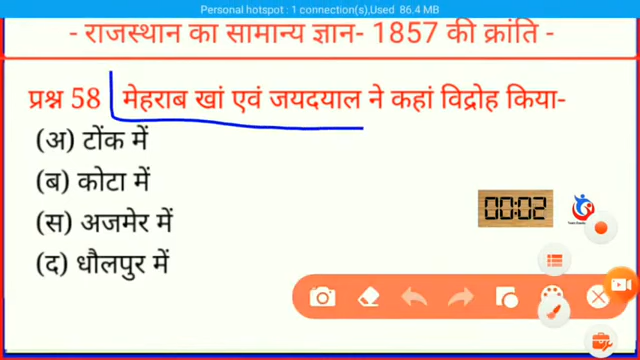 Personal hotspot : 1 connection(s),Used 86.4 MB
- राजस्थान का सामान्य ज्ञान- 1857 की क्रांति -
प्रश्न 58 मेहराब खां एवं जयदयाल ने कहां विद्रोह किया-
(अ) टोंक में
(ब) कोटा में
(स) अजमेर में
(द) धौलपुर में
00:02